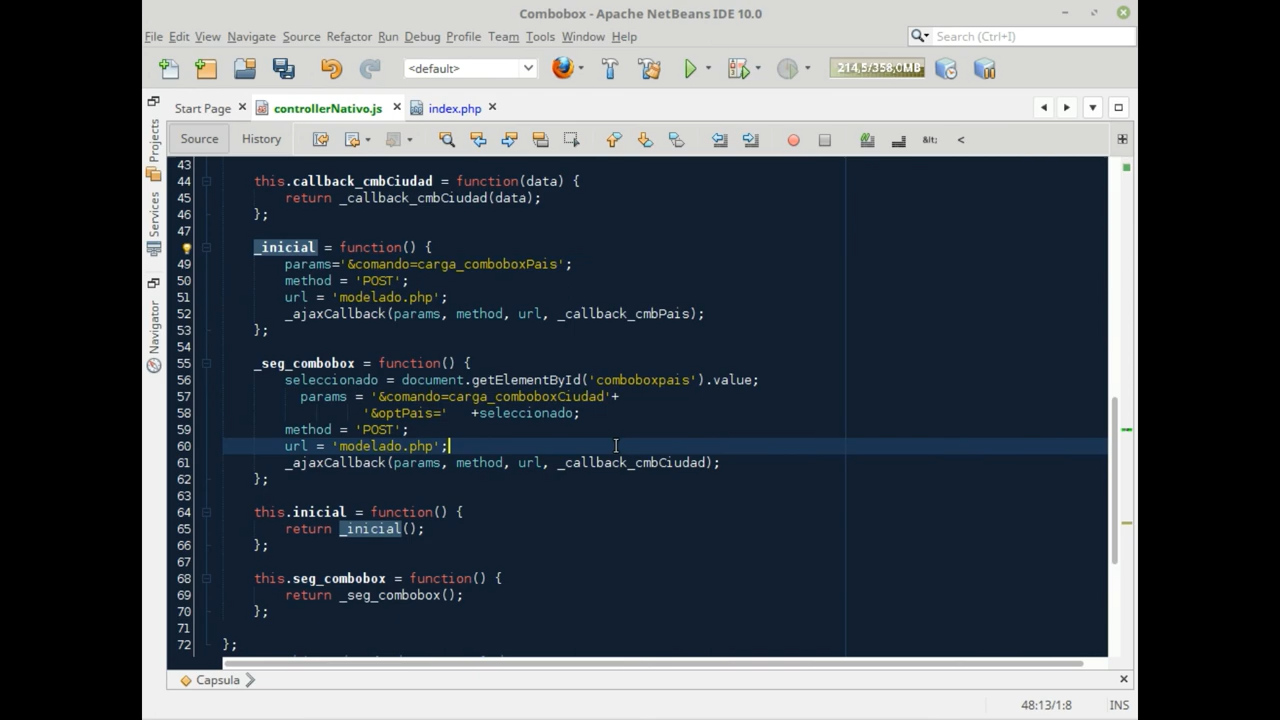 Combobox - Apache NetBeans IDE 10.0
File Edit View Navigate Source Refactor Run Debug Profile Team Tools Window Help
Search (Ctrl+I)
<default>
214,5/358,0MB
Start Page
controllerNativo.js
index.php
Source
History
Projects
Services
Navigator
43
44 this.callback_cmbCiudad = function(data) {
45 return _callback_cmbCiudad(data);
46 };
47
_inicial = function() {
49 params='&comando=carga_comboboxPais';
50 method = 'POST';
51 url = 'modelado.php';
52 _ajaxCallback(params, method, url, _callback_cmbPais);
53 };
54
55 _seg_combobox = function() {
56 seleccionado = document.getElementById('comboboxpais').value;
57 params = '&comando=carga_comboboxCiudad'+
58 '&optPais=' +seleccionado;
59 method = 'POST';
60 url = 'modelado.php';
61 _ajaxCallback(params, method, url, _callback_cmbCiudad);
62 };
63
64 this.inicial = function() {
65 return _inicial();
66 };
67
68 this.seg_combobox = function() {
69 return _seg_combobox();
70 };
71
72 };
Capsula
48:13/1:8
INS